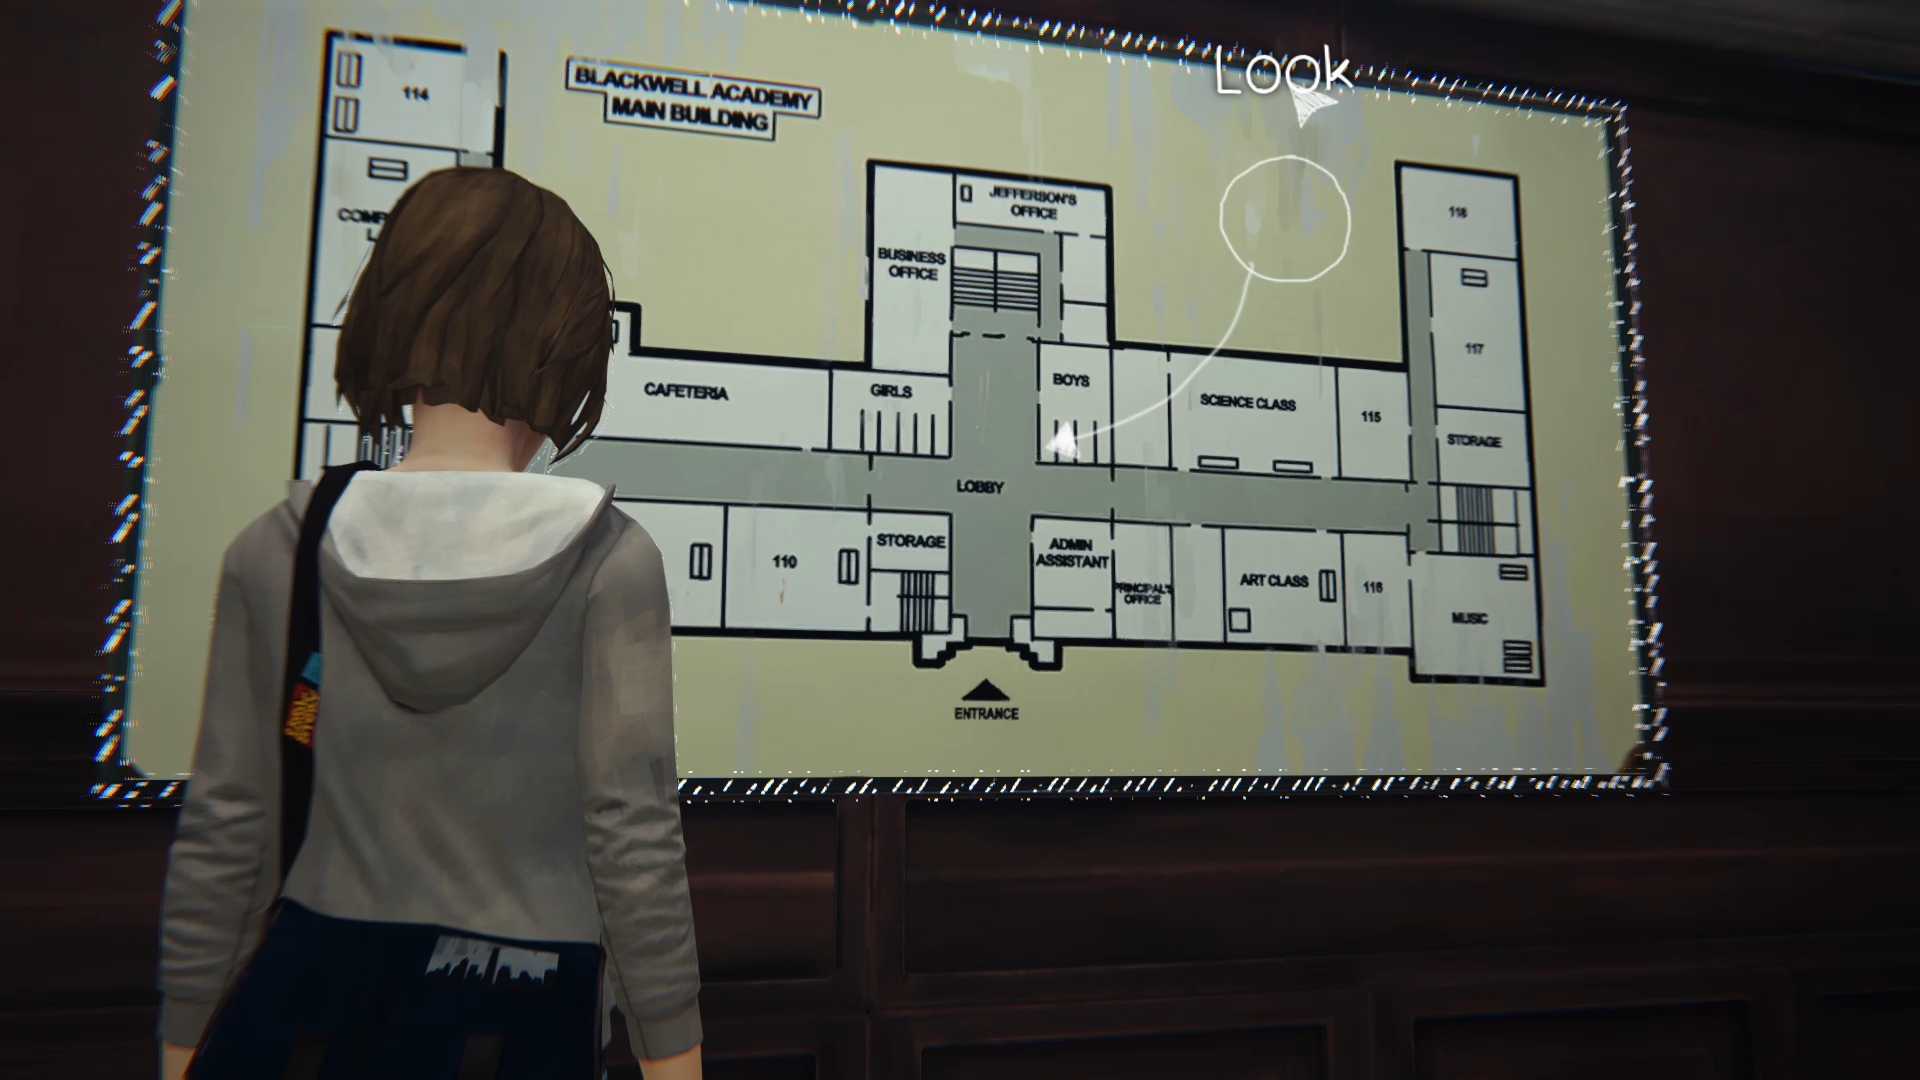 Look
BLACKWELL ACADEMY
MAIN BUILDING
114
JEFFERSON'S
OFFICE
118
BUSINESS
OFFICE
117
CAFETERIA
GIRLS
BOYS
SCIENCE CLASS
115
STORAGE
LOBBY
110
STORAGE
ADMIN
ASSISTANT
PRINCIPAL'S
OFFICE
ART CLASS
116
MUSIC
ENTRANCE